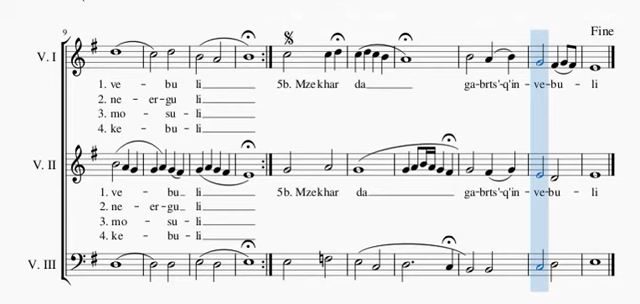 Fine
9
V. I
1. ve - bu li 5b. Mzekhar da gabrts'-q'in - ve-bu - li
2. ne - er-gu li
3. mo - su - li
4. ke - bu - li
V. II
1. ve - bu li 5b. Mzekhar da ga-brts'-q'in - ve-bu - li
2. ne - er-gu li
3. mo - su - li
4. ke - bu - li
V. III